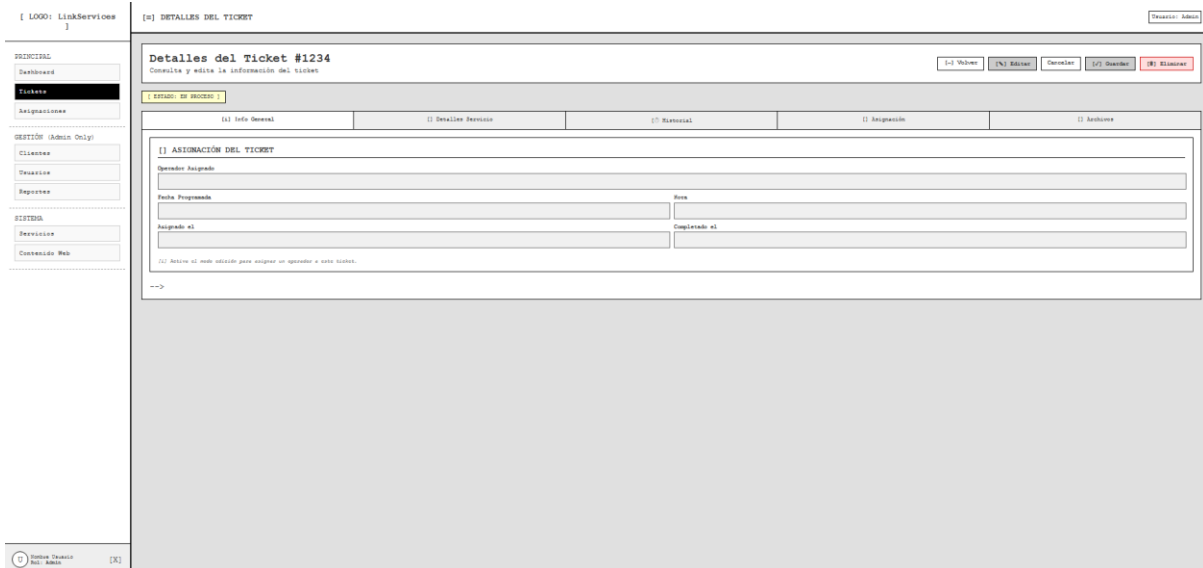 [ LOGO: LinkServices
]
[¤] DETALLES DEL TICKET
Usuario: Admin
PRINCIPAL
Dashboard
Tickets
Asignaciones
GESTIÓN (Admin Only)
Clientes
Usuarios
Reportes
SISTEMA
Servicios
Contenido Web
Nombre Usuario
Rol: Admin
[X]
Detalles del Ticket #1234
Consulta y edita la información del ticket
[←] Volver
[✎] Editar
Cancelar
[✓] Guardar
Eliminar
[ ESTADO: EN PROCESO ]
[i] Info General
[] Detalles Servicio
Historial
[] Asignación
[] Archivos
[] ASIGNACIÓN DEL TICKET
Operador Asignado
Fecha Programada
Hora
Asignado el
Completado el
[i] Active el modo edición para asignar un operador a este ticket.
-->